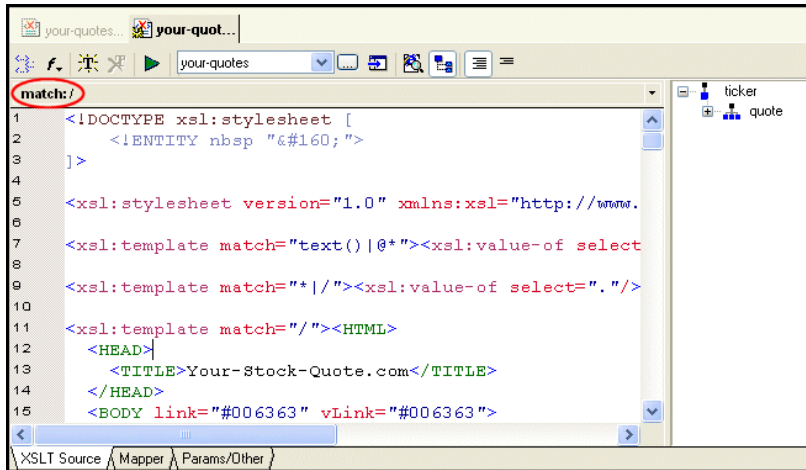 your-quotes... your-quot...
your-quotes
match:/
ticker
quote
1 <!DOCTYPE xsl:stylesheet [
2 <!ENTITY nbsp "&#160;">
3 ]>
4
5 <xsl:stylesheet version="1.0" xmlns:xsl="http://www.
6
7 <xsl:template match="text()|@*"><xsl:value-of select
8
9 <xsl:template match="*|/"><xsl:value-of select="."/>
10
11 <xsl:template match="/"><HTML>
12 <HEAD>
13 <TITLE>Your-Stock-Quote.com</TITLE>
14 </HEAD>
15 <BODY link="#006363" vLink="#006363">
XSLT Source Mapper Params/Other